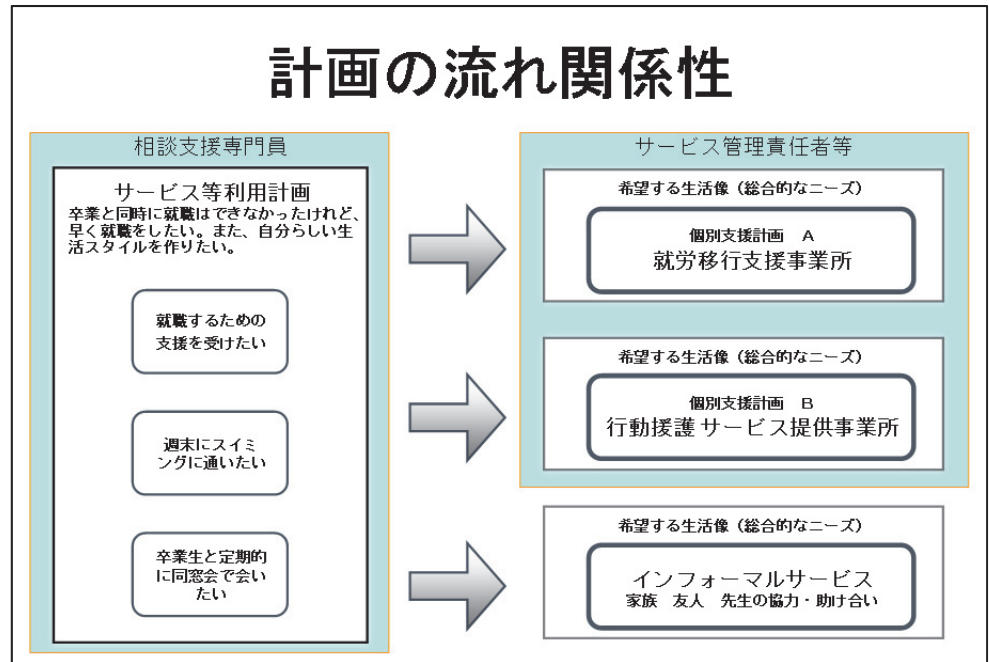 計画の流れ関係性
相談支援専門員
サービス等利用計画
卒業と同時に就職はできなかったけれど、
早く就職をしたい。また、自分らしい生
活スタイルを作りたい。
就職するための
支援を受けたい
週末にスイミ
ングに通いたい
卒業生と定期的
に同窓会で会い
たい
サービス管理責任者等
希望する生活像（総合的なニーズ）
個別支援計画　A
就労移行支援事業所
希望する生活像（総合的なニーズ）
個別支援計画　B
行動援護サービス提供事業所
希望する生活像（総合的なニーズ）
インフォーマルサービス
家族　友人　先生の協力・助け合い